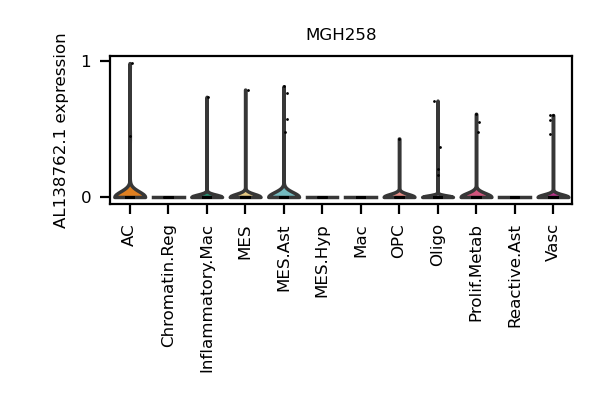 MGH258
AL138762.1 expression
1
0
AC
Chromatin.Reg
Inflammatory.Mac
MES
MES.Ast
MES.Hyp
Mac
OPC
Oligo
Prolif.Metab
Reactive.Ast
Vasc